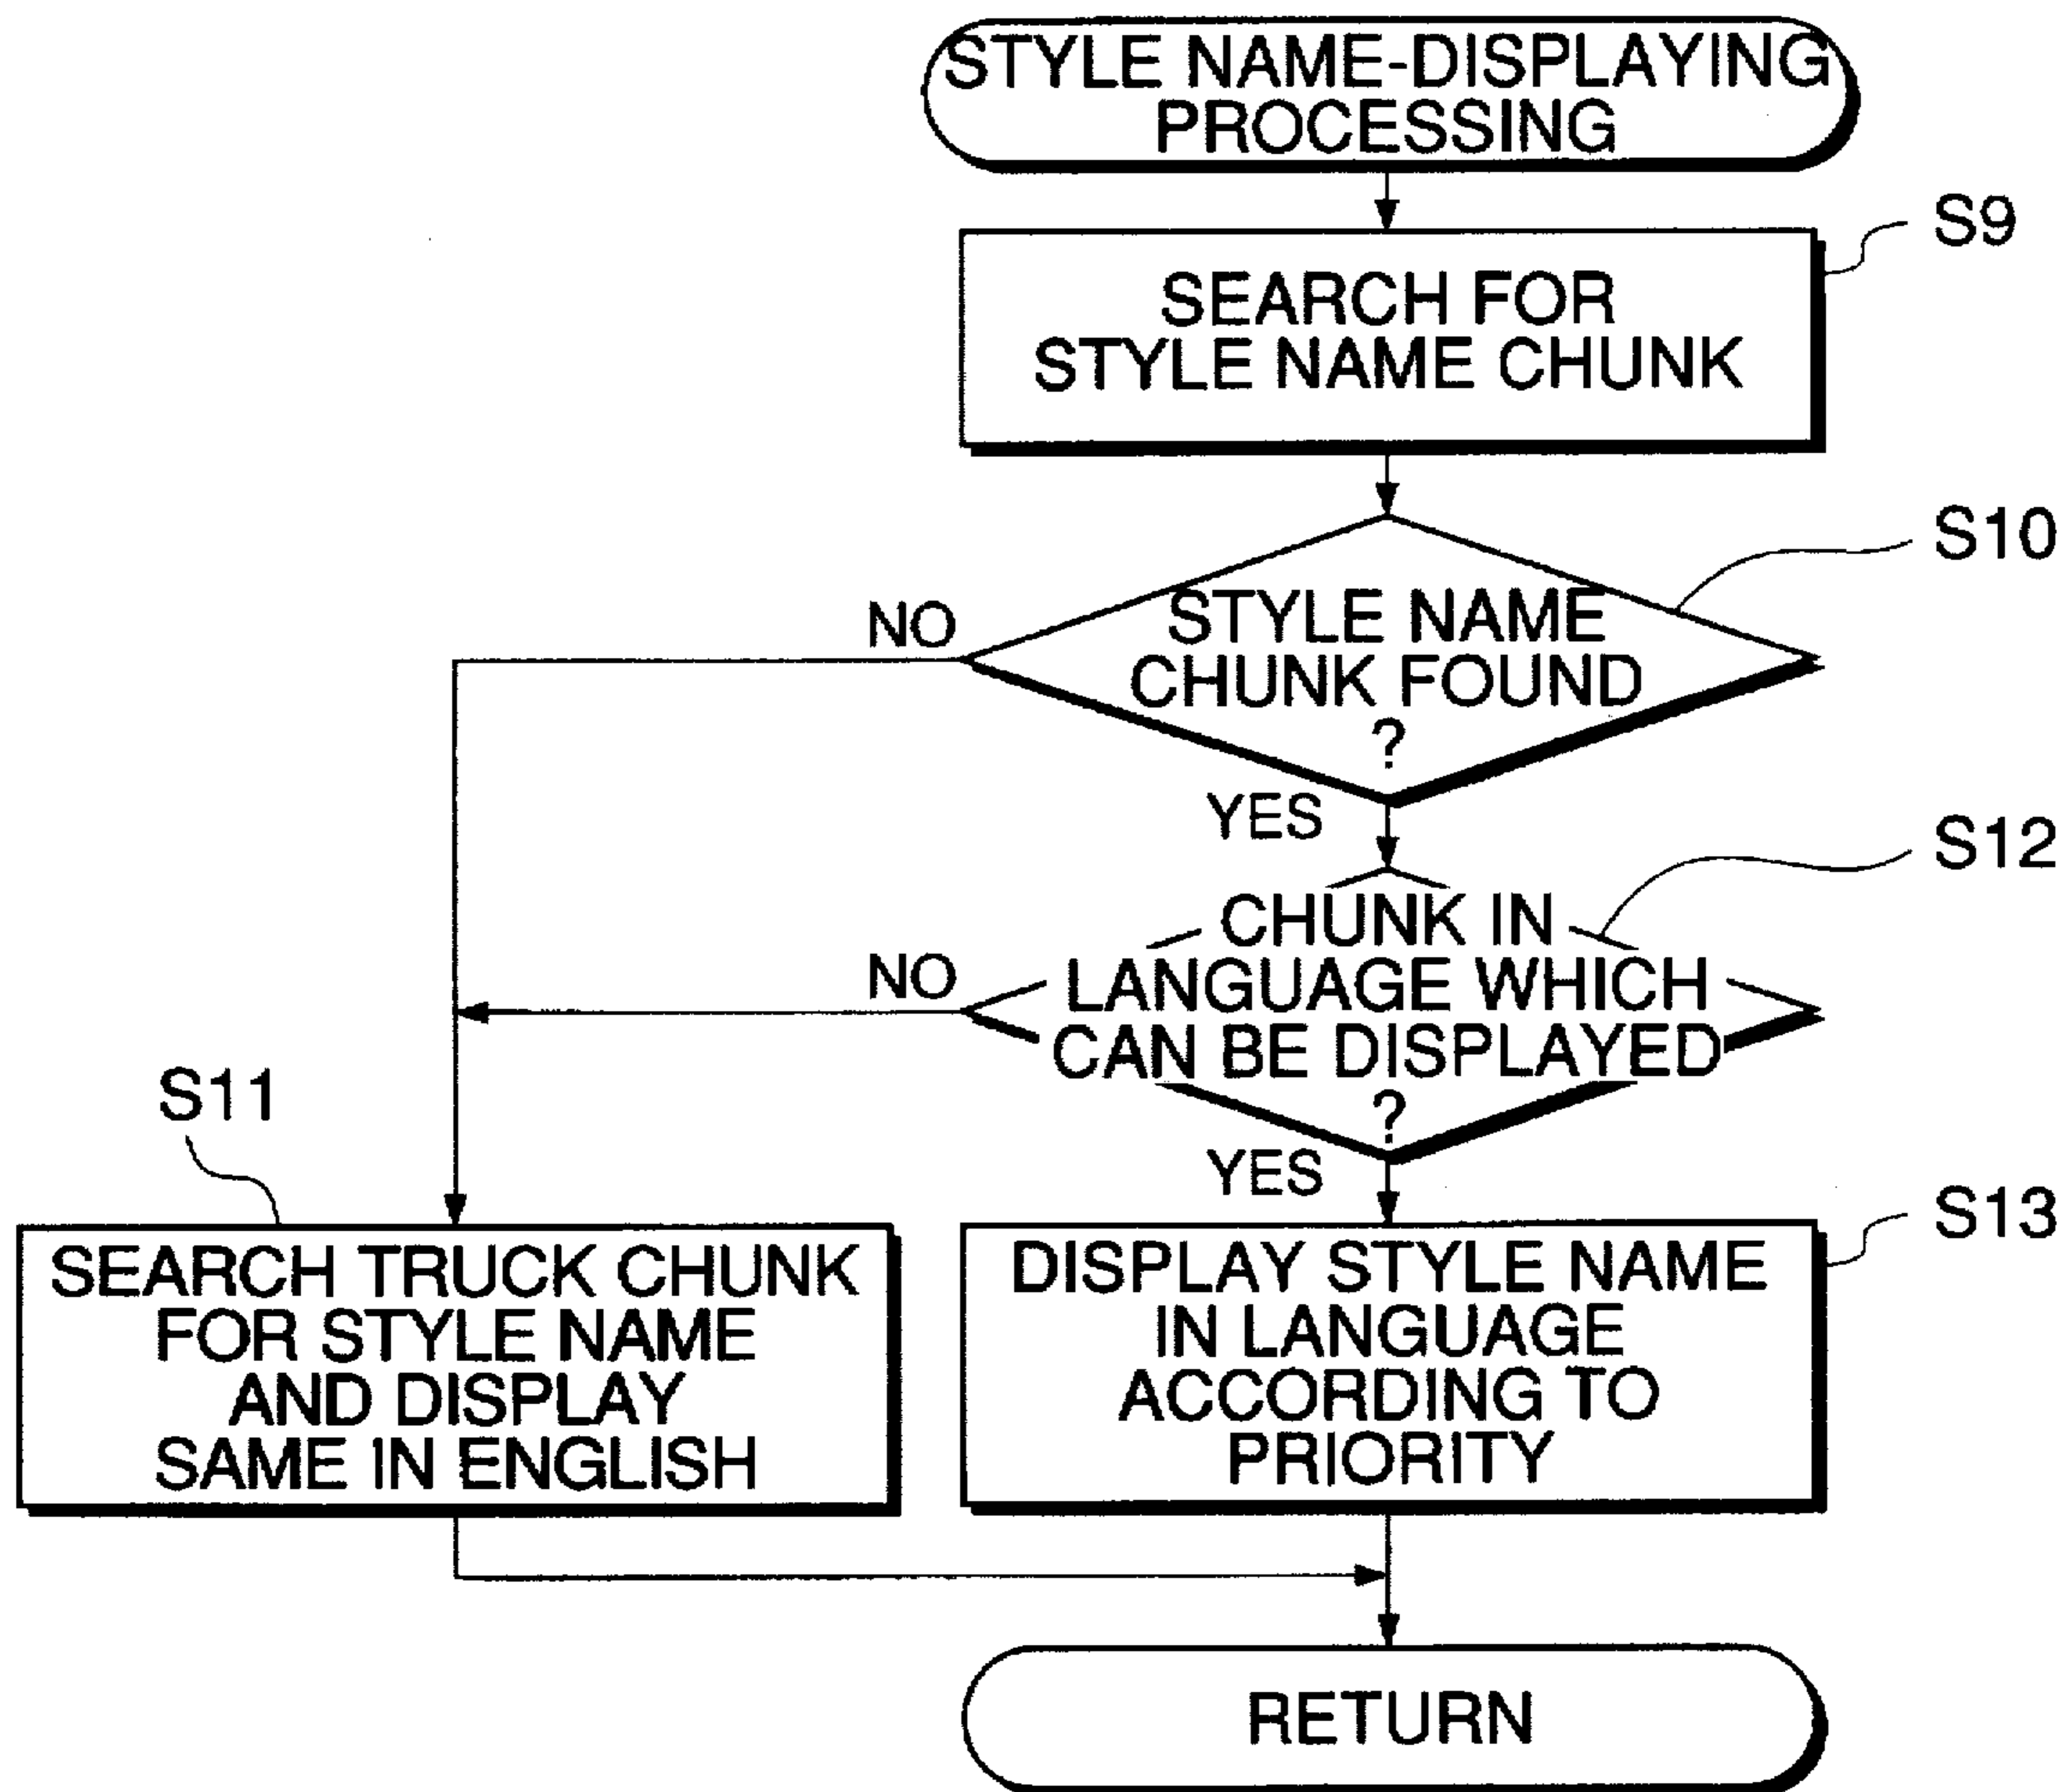 STYLE NAME-DISPLAYING
PROCESSING
S9
SEARCH FOR
STYLE NAME CHUNK
S10
NO
STYLE NAME
CHUNK FOUND
?
YES
S12
CHUNK IN
NO
LANGUAGE WHICH
CAN BE DISPLAYED
?
YES
S11
SEARCH TRUCK CHUNK
FOR STYLE NAME
AND DISPLAY
SAME IN ENGLISH
S13
DISPLAY STYLE NAME
IN LANGUAGE
ACCORDING TO
PRIORITY
RETURN